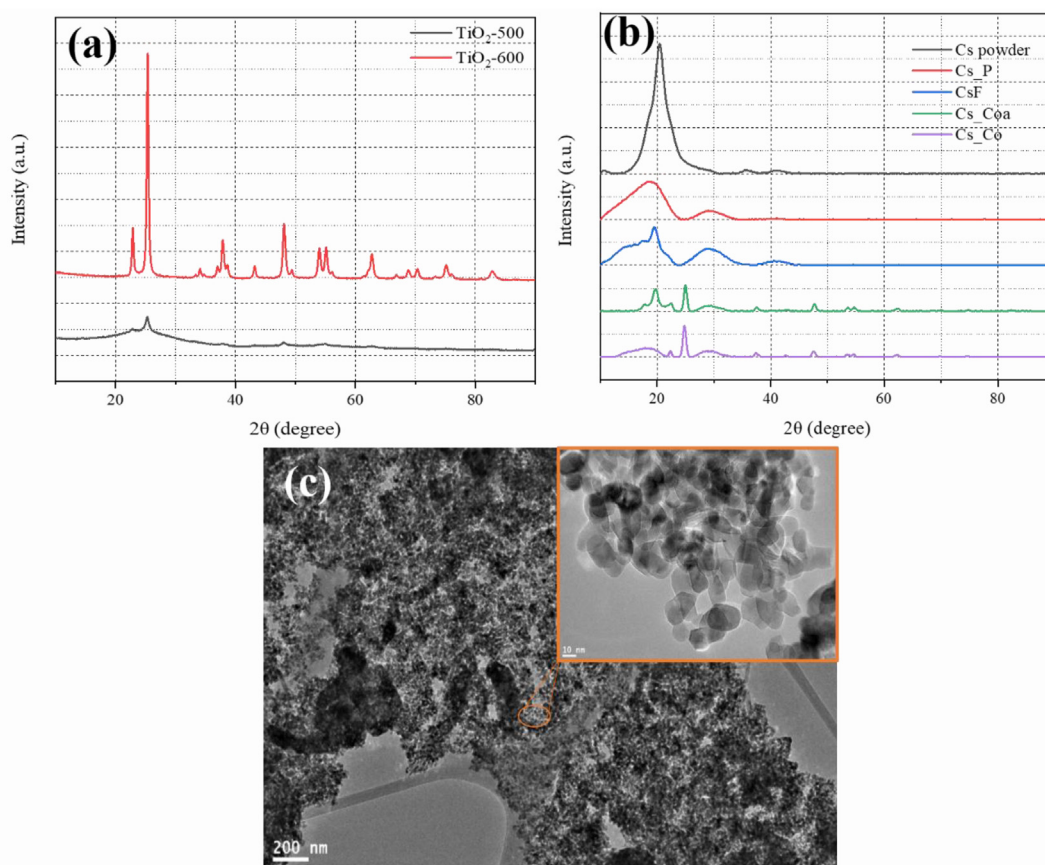 (a)
TiO₂-500
TiO₂-600
Intensity (a.u.)
20 40 60 80
2θ (degree)
(b)
Cs powder
Cs_P
CsF
Cs_Coa
Cs_Co
Intensity (a.u.)
20 40 60 80
2θ (degree)
(c)
10 nm
200 nm